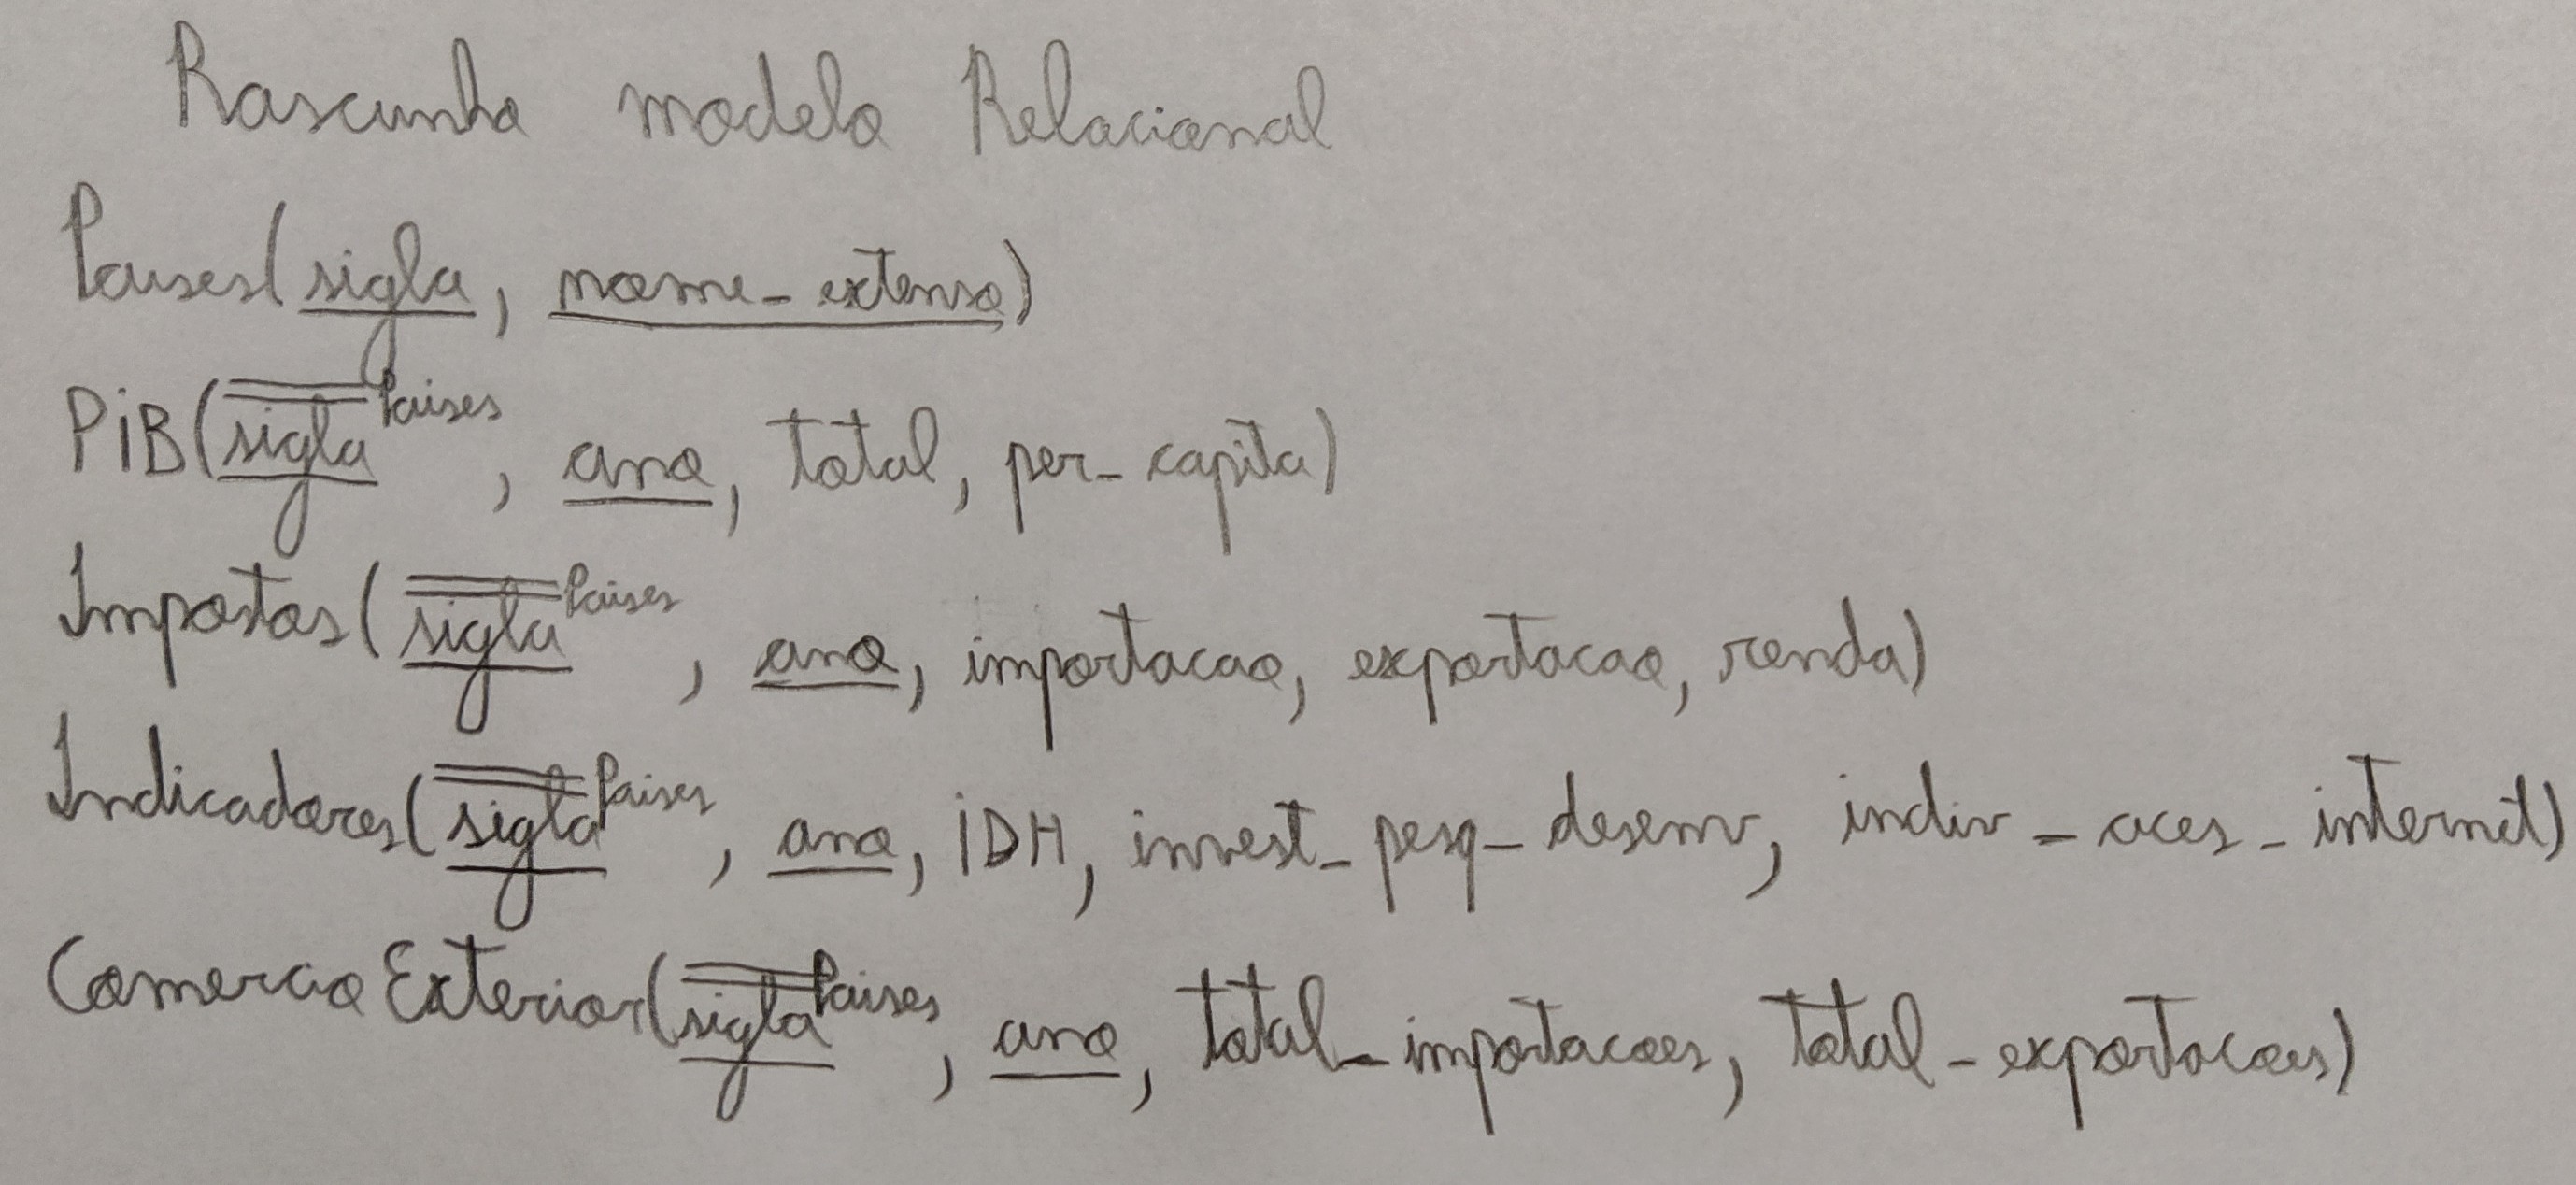 Rascunho modelo Relacional
Paises(sigla, nome_extenso)
PiB(sigla Paises, ano, total, per_capita)
Impostos(sigla Paises, ano, importacao, exportacao, renda)
Indicadores(sigla Paises, ano, iDH, invest_pesq_desenv, indiv_aces_internet)
ComercioExterior(sigla Paises, ano, total_importacoes, total_exportacoes)